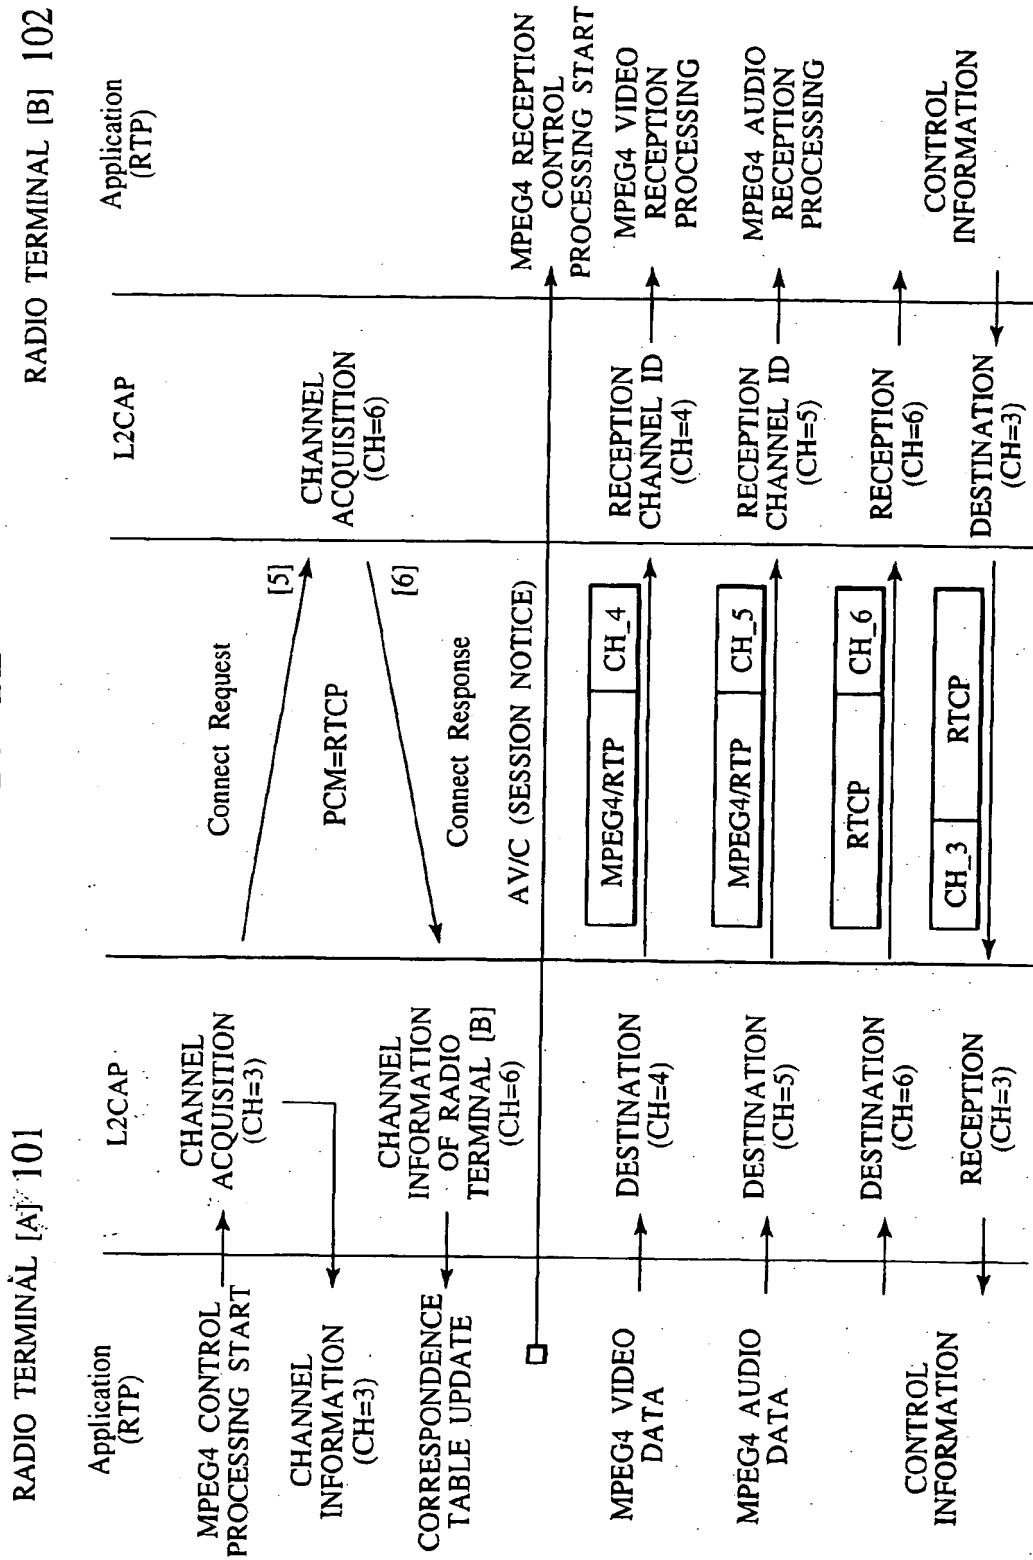 RADIO TERMINAL [A] 101
RADIO TERMINAL [B] 102
Application
(RTP)
L2CAP
L2CAP
Application
(RTP)
MPEG4 CONTROL
PROCESSING START
CHANNEL
ACQUISITION
(CH=3)
Connect Request
[5]
CHANNEL
ACQUISITION
(CH=6)
PCM=RTCP
CHANNEL
INFORMATION
(CH=3)
[6]
Connect Response
CHANNEL
INFORMATION
OF RADIO
TERMINAL [B]
(CH=6)
CORRESPONDENCE
TABLE UPDATE
AV/C (SESSION NOTICE)
MPEG4 RECEPTION
CONTROL
PROCESSING START
MPEG4 VIDEO
DATA
DESTINATION
(CH=4)
MPEG4/RTP
CH_4
RECEPTION
CHANNEL ID
(CH=4)
MPEG4 VIDEO
RECEPTION
PROCESSING
MPEG4 AUDIO
DATA
DESTINATION
(CH=5)
MPEG4/RTP
CH_5
RECEPTION
CHANNEL ID
(CH=5)
MPEG4 AUDIO
RECEPTION
PROCESSING
CONTROL
INFORMATION
DESTINATION
(CH=6)
RTCP
CH_6
RECEPTION
(CH=6)
RECEPTION
(CH=3)
CH_3
RTCP
DESTINATION
(CH=3)
CONTROL
INFORMATION